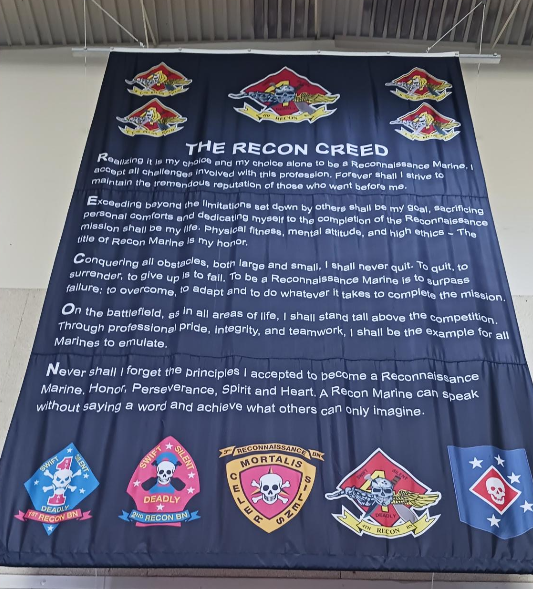 4TH RECON
THE RECON CREED
Realizing it is my choice and my choice alone to be a Reconnaissance Marine, I
accept all challenges involved with this profession. Forever shall I strive to
maintain the tremendous reputation of those who went before me.
Exceeding beyond the limitations set down by others shall be my goal, sacrificing
personal comforts and dedicating myself to the completion of the Reconnaissance
mission shall be my life. Physical fitness, mental attitude, and high ethics - The
title of Recon Marine is my honor.
Conquering all obstacles, both large and small, I shall never quit. To quit, to
surrender, to give up is to fail. To be a Reconnaissance Marine is to surpass
failure; to overcome, to adapt and to do whatever it takes to complete the mission.
On the battlefield, as in all areas of life, I shall stand tall above the competition.
Through professional pride, integrity, and teamwork, I shall be the example for all
Marines to emulate.
Never shall I forget the principles I accepted to become a Reconnaissance
Marine. Honor, Perseverance, Spirit and Heart. A Recon Marine can speak
without saying a word and achieve what others can only imagine.
SWIFT SILENT
DEADLY
1ST RECON BN
SWIFT SILENT
DEADLY
2ND RECON BN
3RD RECONNAISSANCE BN
MORTALIS
CELER
SILENS
4TH RECON